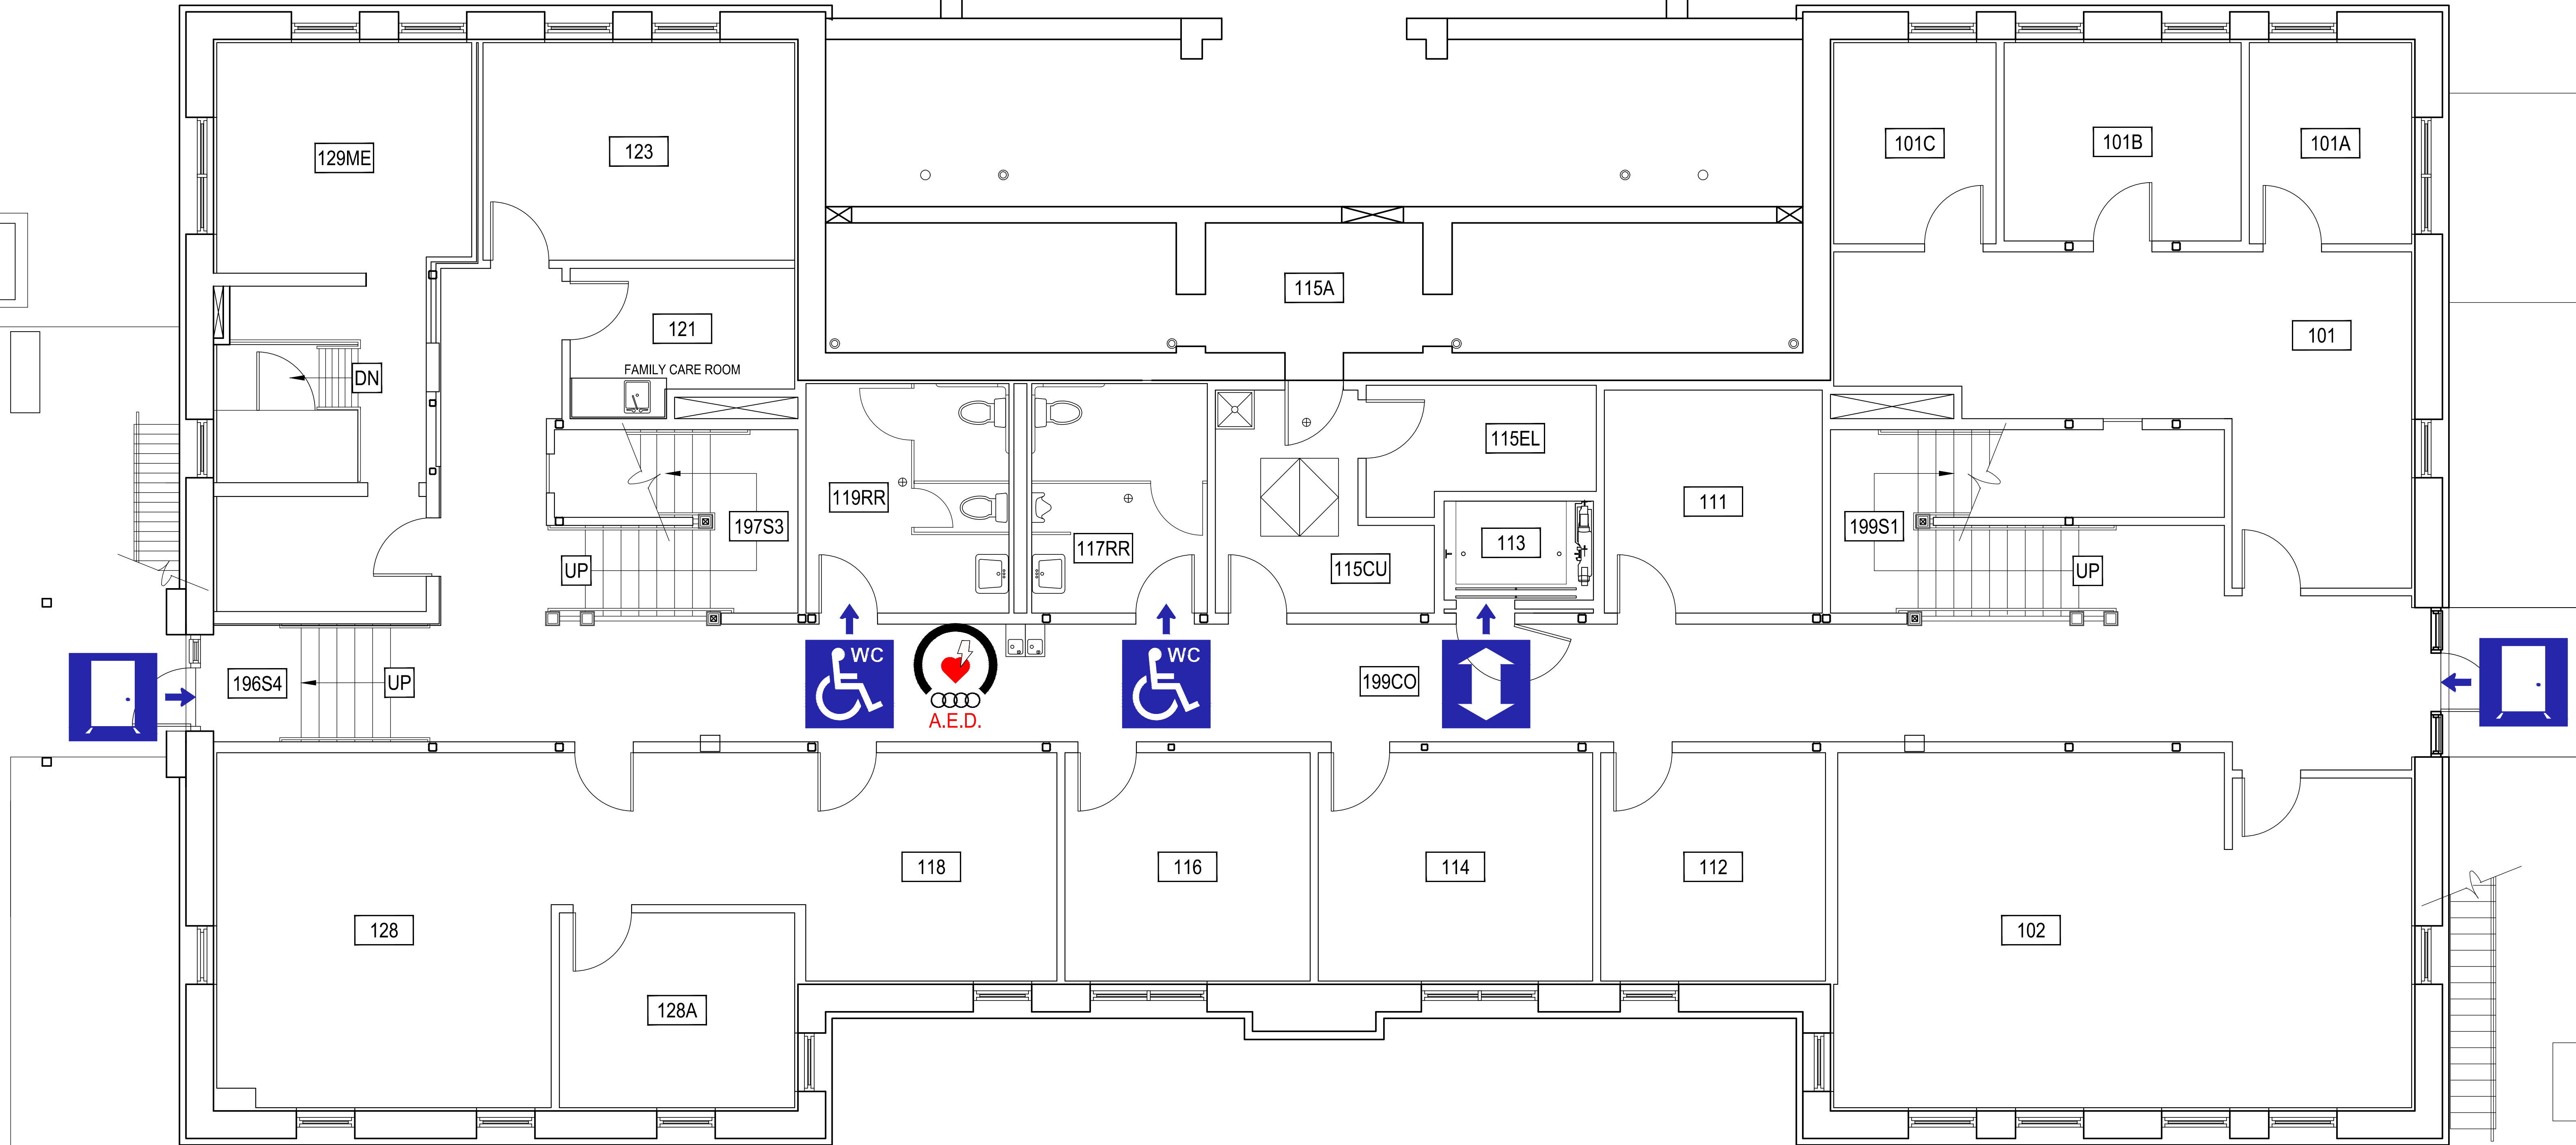 101C
101B
101A
129ME
123
115A
121
101
FAMILY CARE ROOM
DN
115EL
119RR
111
197S3
199S1
117RR
113
UP
115CU
UP
WC
WC
196S4
UP
199CO
A.E.D.
118
116
114
112
128
102
128A